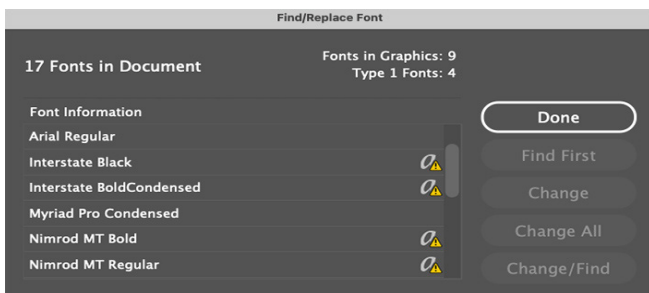 Find/Replace Font
17 Fonts in Document
Fonts in Graphics: 9
Type 1 Fonts: 4
Font Information
Arial Regular
Interstate Black
Interstate BoldCondensed
Myriad Pro Condensed
Nimrod MT Bold
Nimrod MT Regular
Done
Find First
Change
Change All
Change/Find